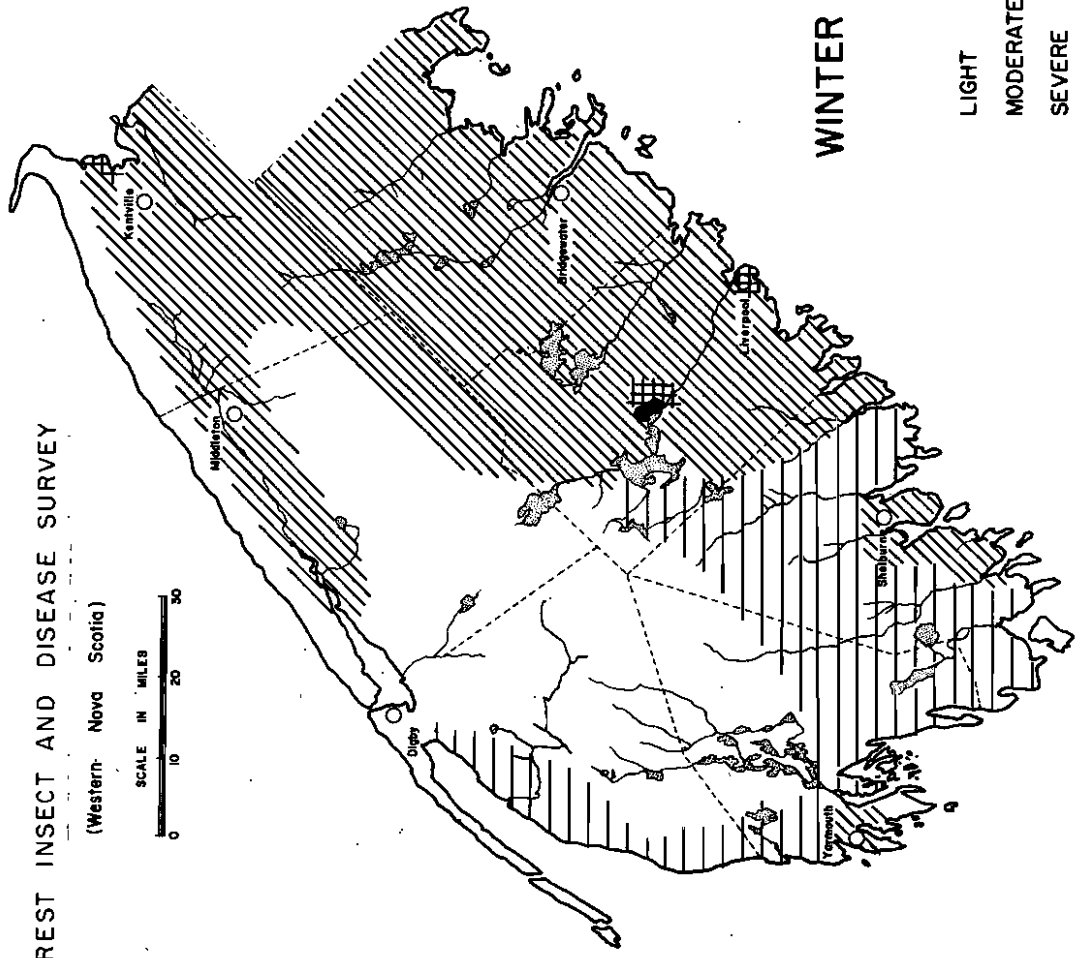 REST INSECT AND DISEASE SURVEY
(Western Nova Scotia)
SCALE IN MILES
0 10 20 30
Kentville
Middleton
Digby
Bridgewater
Liverpool
Shelburne
Yarmouth
WINTER
LIGHT
MODERATE
SEVERE